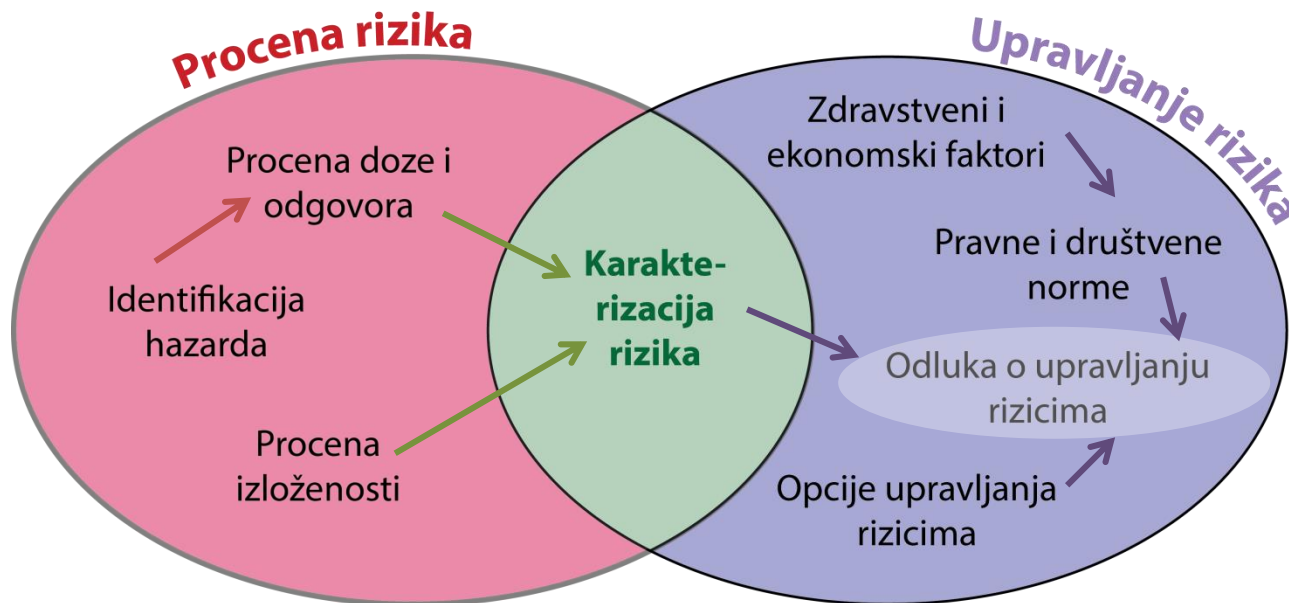 Procena rizika
Upravljanje rizika
Procena doze i
odgovora
Identifikacija
hazarda
Procena
izloženosti
Karakte-
rizacija
rizika
Zdravstveni i
ekonomski faktori
Pravne i društvene
norme
Odluka o upravljanju
rizicima
Opcije upravljanja
rizicima